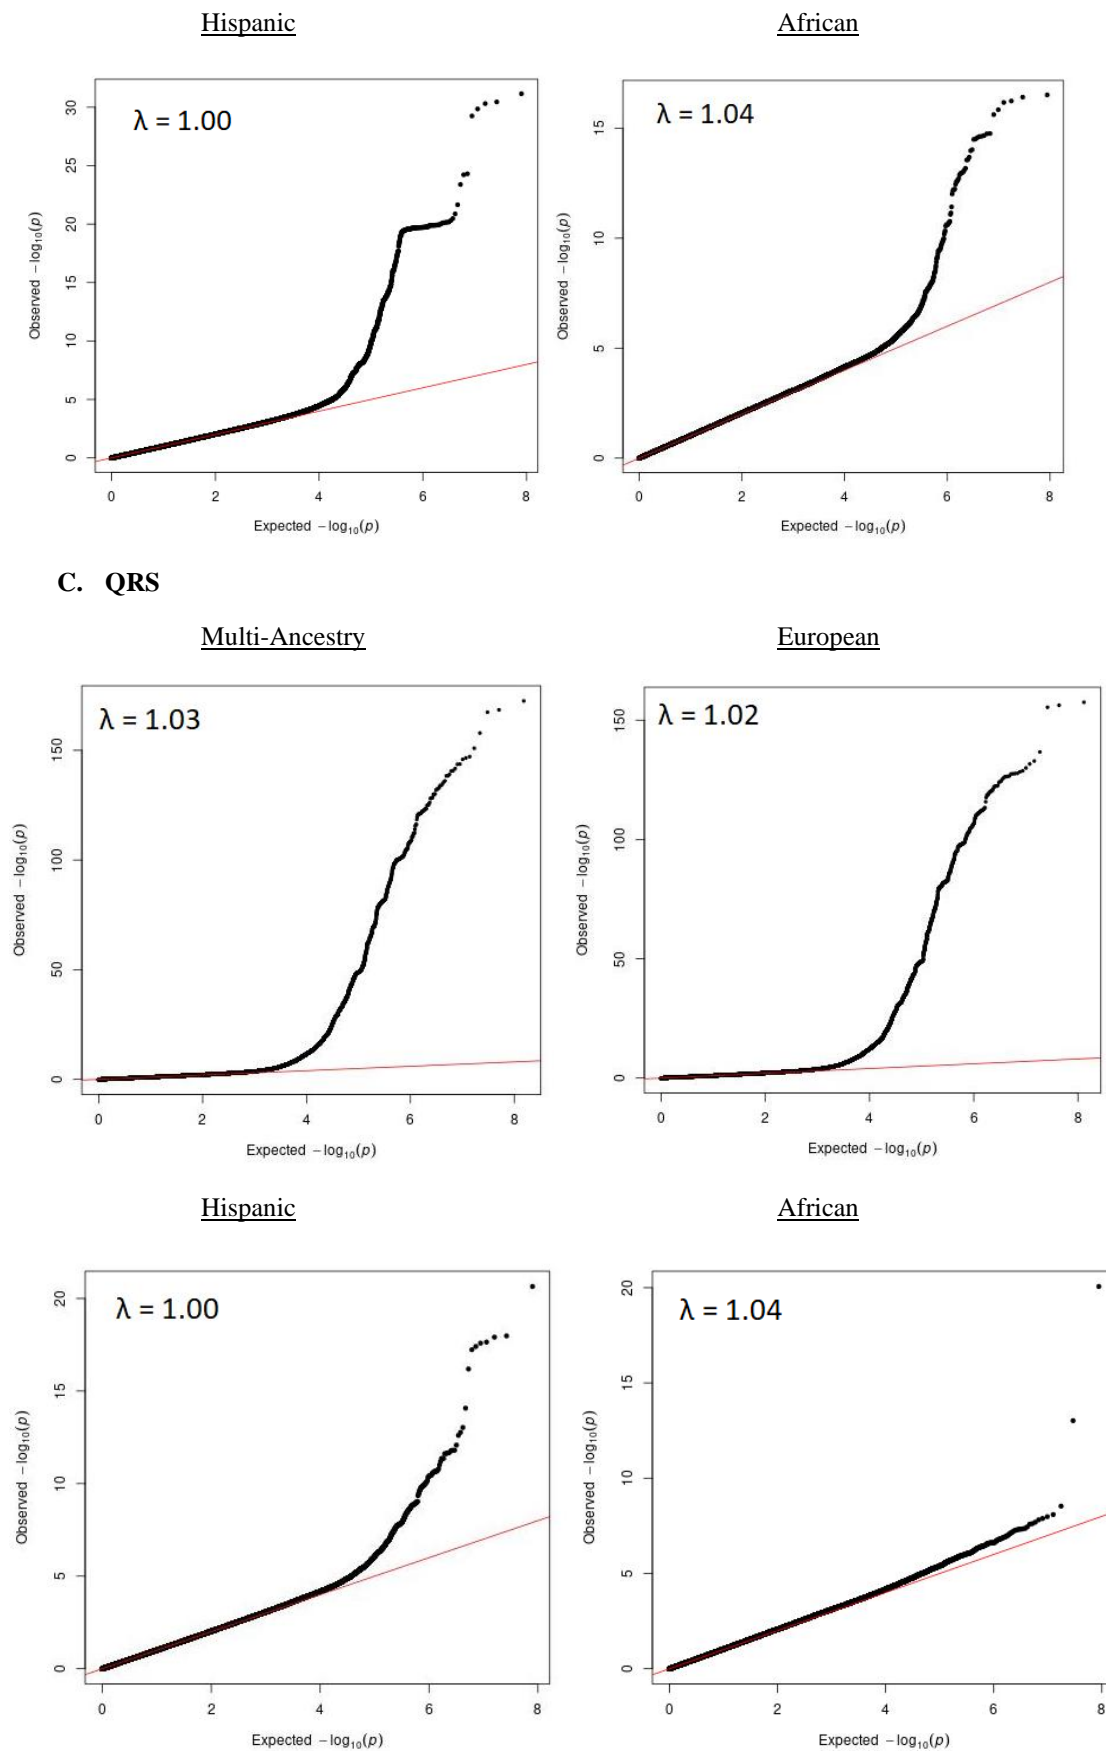 Hispanic
African
λ = 1.00
30
25
20
15
10
5
0
Observed −log10(p)
0 2 4 6 8
Expected −log10(p)
λ = 1.04
15
10
5
0
Observed −log10(p)
0 2 4 6 8
Expected −log10(p)
C. QRS
Multi-Ancestry
European
λ = 1.03
150
100
50
0
Observed −log10(p)
0 2 4 6 8
Expected −log10(p)
λ = 1.02
150
100
50
0
Observed −log10(p)
0 2 4 6 8
Expected −log10(p)
Hispanic
African
λ = 1.00
20
15
10
5
0
Observed −log10(p)
0 2 4 6 8
Expected −log10(p)
λ = 1.04
20
15
10
5
0
Observed −log10(p)
0 2 4 6 8
Expected −log10(p)